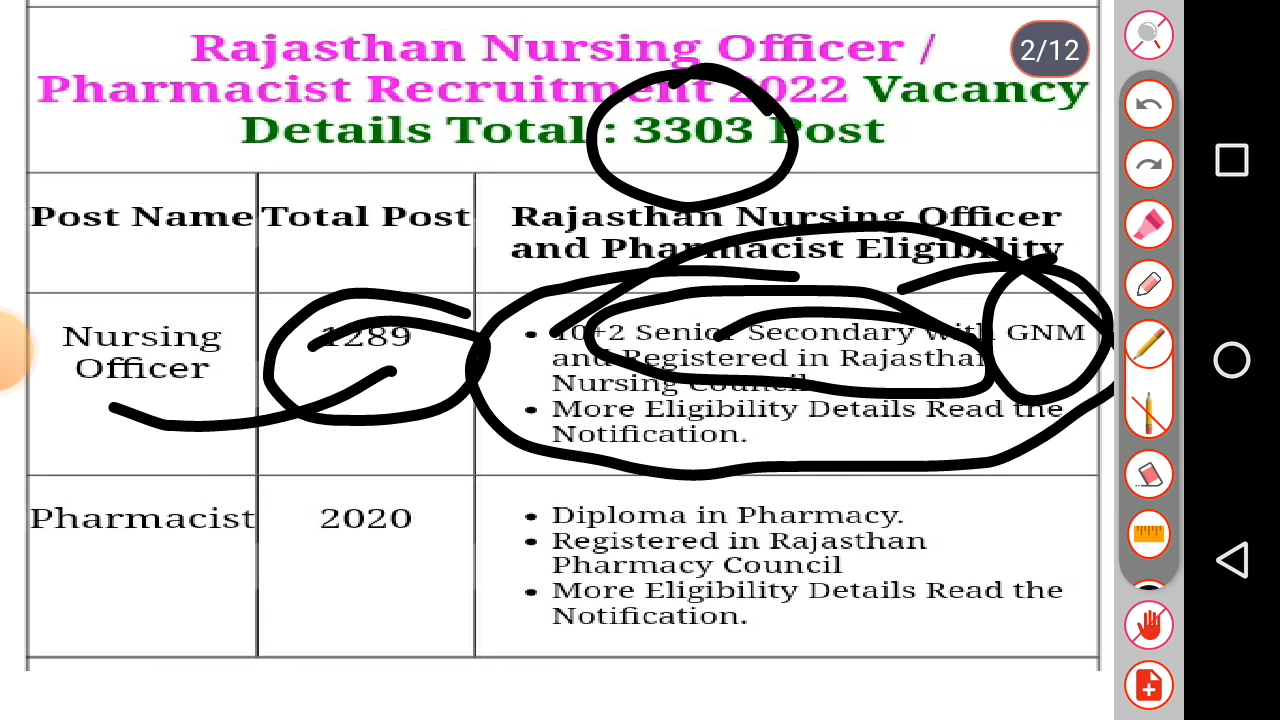 Rajasthan Nursing Officer /
2/12
Pharmacist Recruitment 2022 Vacancy
Details Total : 3303 Post
Post Name
Total Post
Rajasthan Nursing Officer
and Pharmacist Eligibility
Nursing
Officer
1289
10+2 Senior Secondary with GNM
and Registered in Rajasthan
Nursing Council.
More Eligibility Details Read the
Notification.
Pharmacist
2020
Diploma in Pharmacy.
Registered in Rajasthan
Pharmacy Council
More Eligibility Details Read the
Notification.